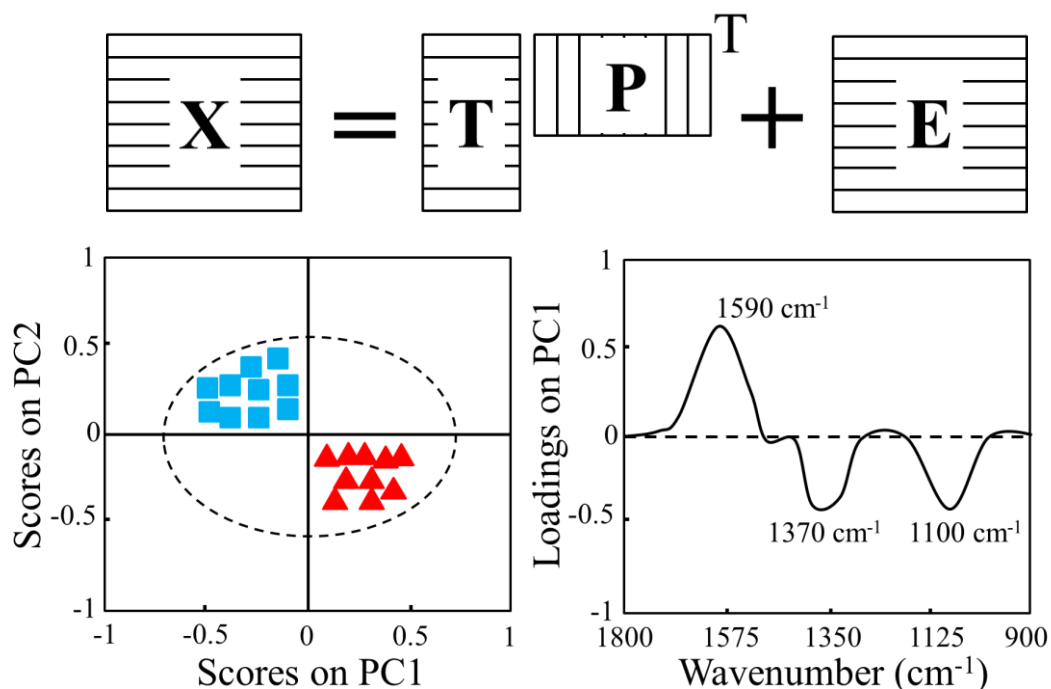 X = T P T + E
1
0.5
0
-0.5
-1
Scores on PC2
-1 -0.5 0 0.5 1
Scores on PC1
1
0.5
0
-0.5
-1
Loadings on PC1
1590 cm-1
1370 cm-1 1100 cm-1
1800 1575 1350 1125 900
Wavenumber (cm-1)